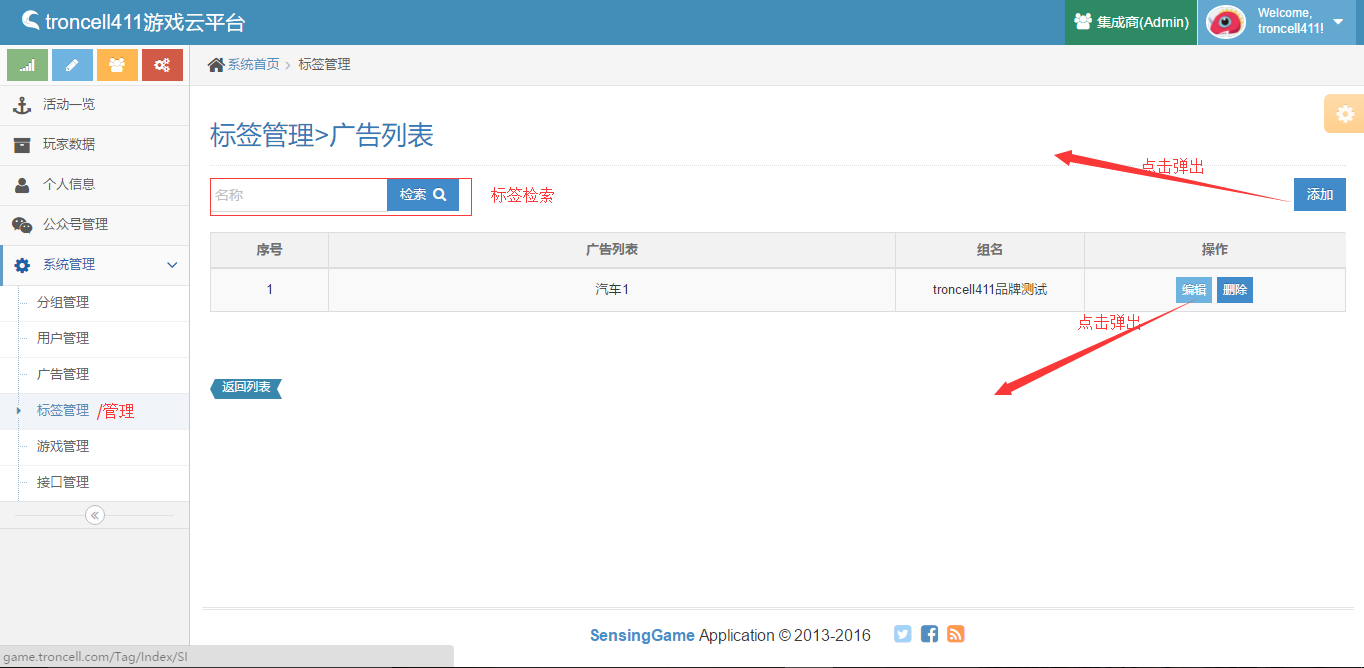 troncell411游戏云平台
集成商(Admin)
Welcome,
troncell411!
系统首页 › 标签管理
活动一览
玩家数据
个人信息
公众号管理
系统管理
分组管理
用户管理
广告管理
标签管理 /管理
游戏管理
接口管理
标签管理>广告列表
点击弹出
名称 检索 标签检索 添加
序号 广告列表 组名 操作
1 汽车1 troncell411品牌测试 编辑 删除
点击弹出
返回列表
SensingGame Application © 2013-2016
game.troncell.com/Tag/Index/SI